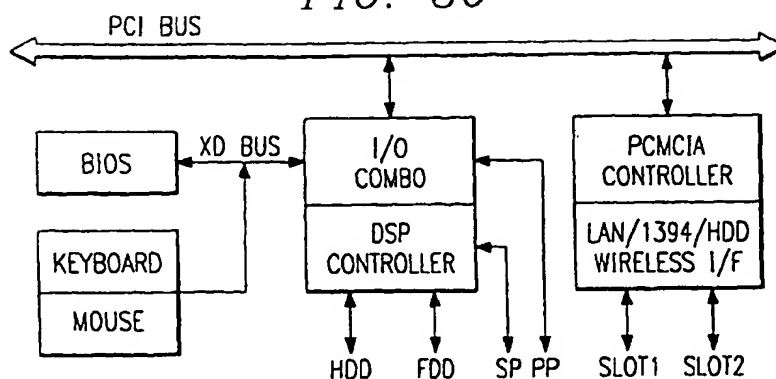 PCI BUS
BIOS
XD BUS
I/O
COMBO
DSP
CONTROLLER
KEYBOARD
MOUSE
PCMCIA
CONTROLLER
LAN/1394/HDD
WIRELESS I/F
HDD
FDD
SP
PP
SLOT1
SLOT2